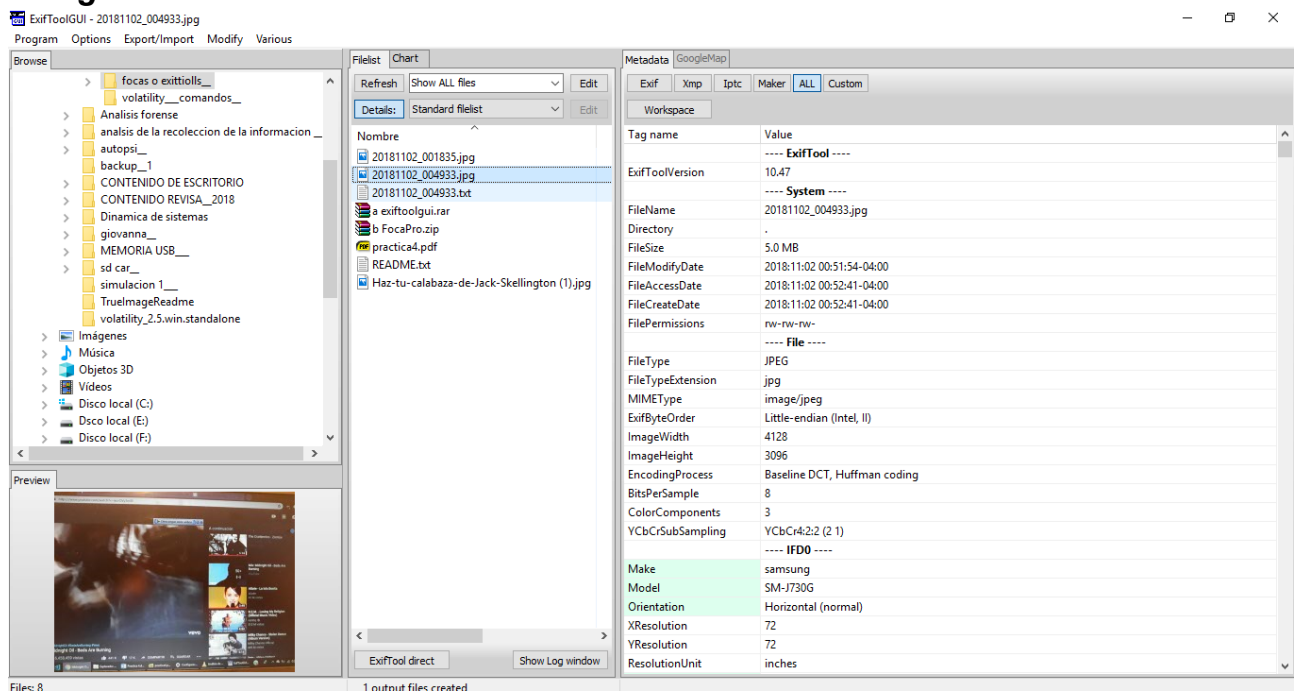 ExifToolGUI - 20181102_004933.jpg
Program Options Export/Import Modify Various
Browse
focas o exittiolls_
volatility___comandos_
Analisis forense
analsis de la recoleccion de la informacion _
autopsi__
backup__1
CONTENIDO DE ESCRITORIO
CONTENIDO REVISA__2018
Dinamica de sistemas
giovanna__
MEMORIA USB___
sd car__
simulacion 1___
TrueImageReadme
volatility_2.5.win.standalone
Imágenes
Música
Objetos 3D
Vídeos
Disco local (C:)
Dsco local (E:)
Disco local (F:)
Preview
Filelist Chart
Refresh Show ALL files Edit
Details: Standard filelist Edit
Nombre
20181102_001835.jpg
20181102_004933.jpg
20181102_004933.txt
a exiftoolgui.rar
b FocaPro.zip
practica4.pdf
README.txt
Haz-tu-calabaza-de-Jack-Skellington (1).jpg
ExifTool direct Show Log window
Metadata GoogleMap
Exif Xmp Iptc Maker ALL Custom
Workspace
Tag name Value
---- ExifTool ----
ExifToolVersion 10.47
---- System ----
FileName 20181102_004933.jpg
Directory .
FileSize 5.0 MB
FileModifyDate 2018:11:02 00:51:54-04:00
FileAccessDate 2018:11:02 00:52:41-04:00
FileCreateDate 2018:11:02 00:52:41-04:00
FilePermissions rw-rw-rw-
---- File ----
FileType JPEG
FileTypeExtension jpg
MIMEType image/jpeg
ExifByteOrder Little-endian (Intel, II)
ImageWidth 4128
ImageHeight 3096
EncodingProcess Baseline DCT, Huffman coding
BitsPerSample 8
ColorComponents 3
YCbCrSubSampling YCbCr4:2:2 (2 1)
---- IFD0 ----
Make samsung
Model SM-J730G
Orientation Horizontal (normal)
XResolution 72
YResolution 72
ResolutionUnit inches
Files: 8 1 output files created